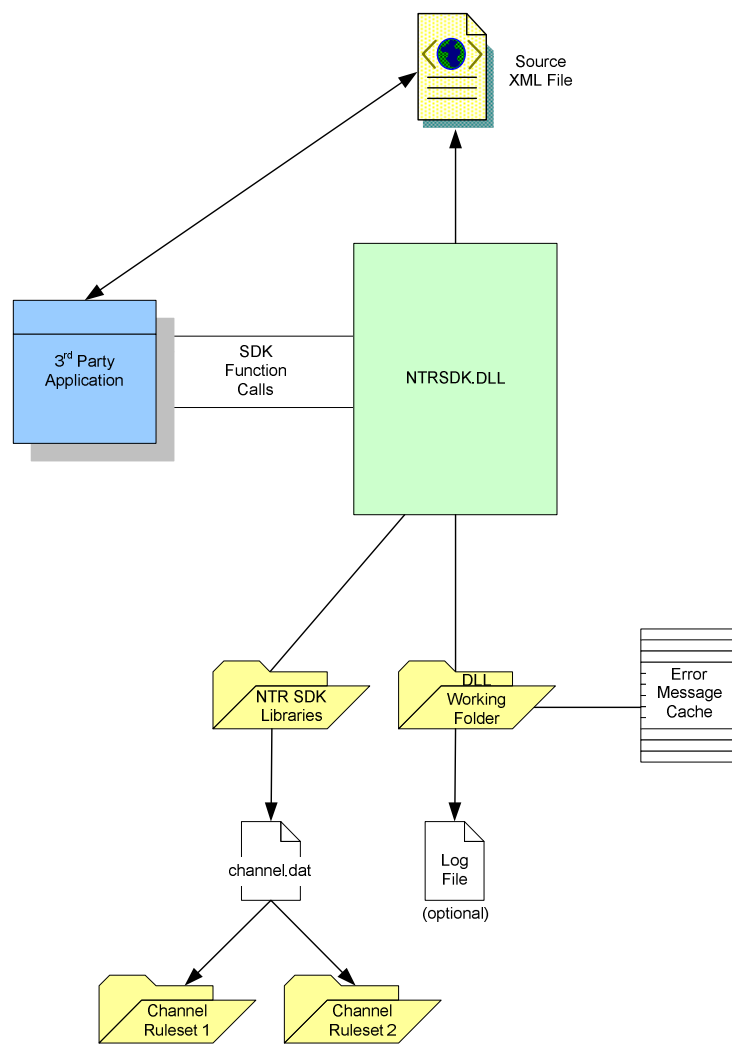 Source
XML File
3rd Party
Application
SDK
Function
Calls
NTRSDK.DLL
NTR SDK
Libraries
DLL
Working
Folder
Error
Message
Cache
channel.dat
Log
File
(optional)
Channel
Ruleset 1
Channel
Ruleset 2